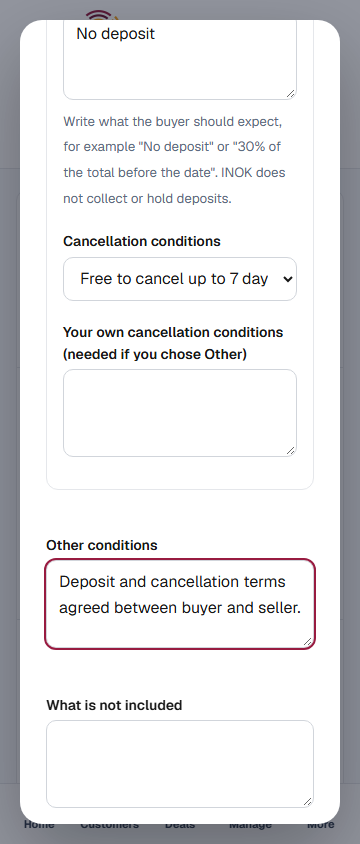 No deposit
Write what the buyer should expect,
for example "No deposit" or "30% of
the total before the date". INOK does
not collect or hold deposits.
Cancellation conditions
Free to cancel up to 7 day
Your own cancellation conditions
(needed if you chose Other)
Other conditions
Deposit and cancellation terms
agreed between buyer and seller.
What is not included
Home Customers Deals Manage More